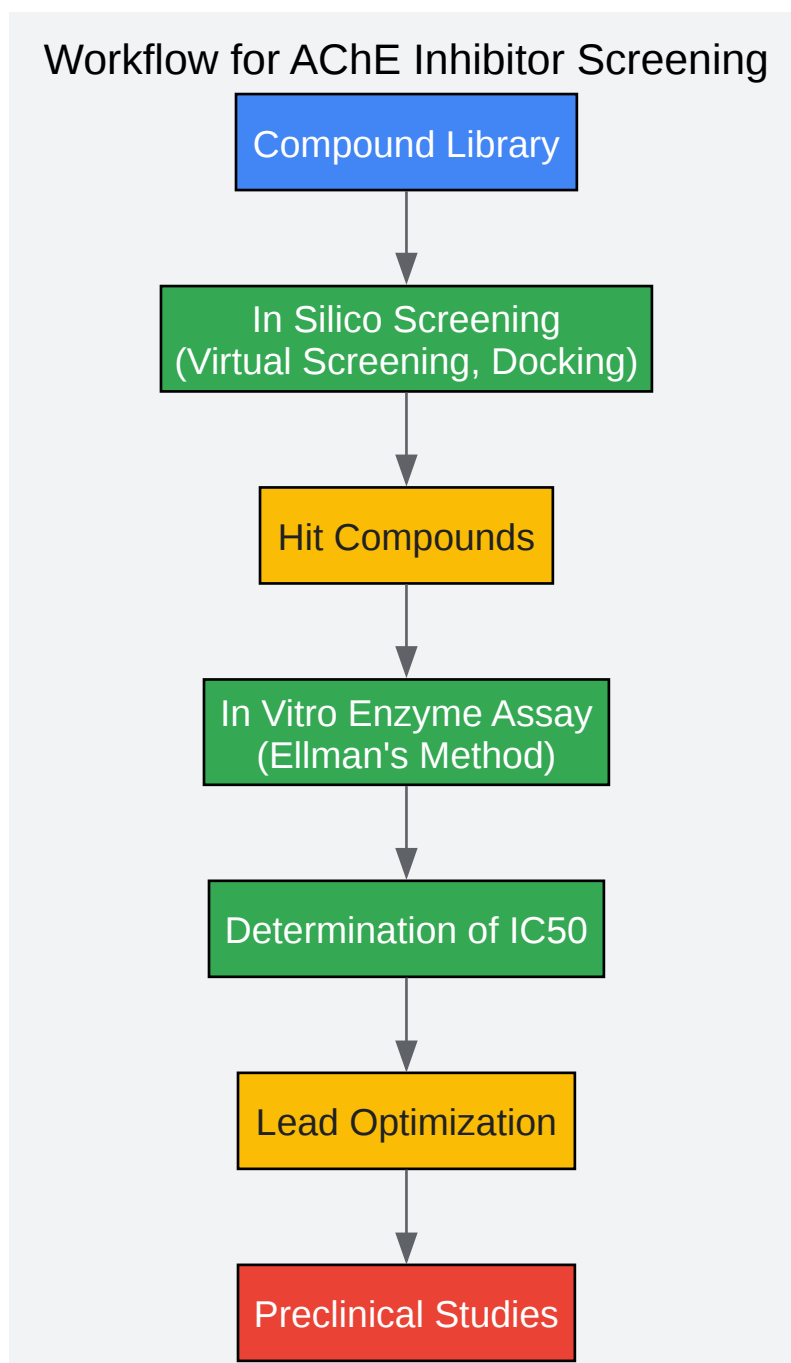 Workflow for AChE Inhibitor Screening
Compound Library
In Silico Screening
(Virtual Screening, Docking)
Hit Compounds
In Vitro Enzyme Assay
(Ellman's Method)
Determination of IC50
Lead Optimization
Preclinical Studies